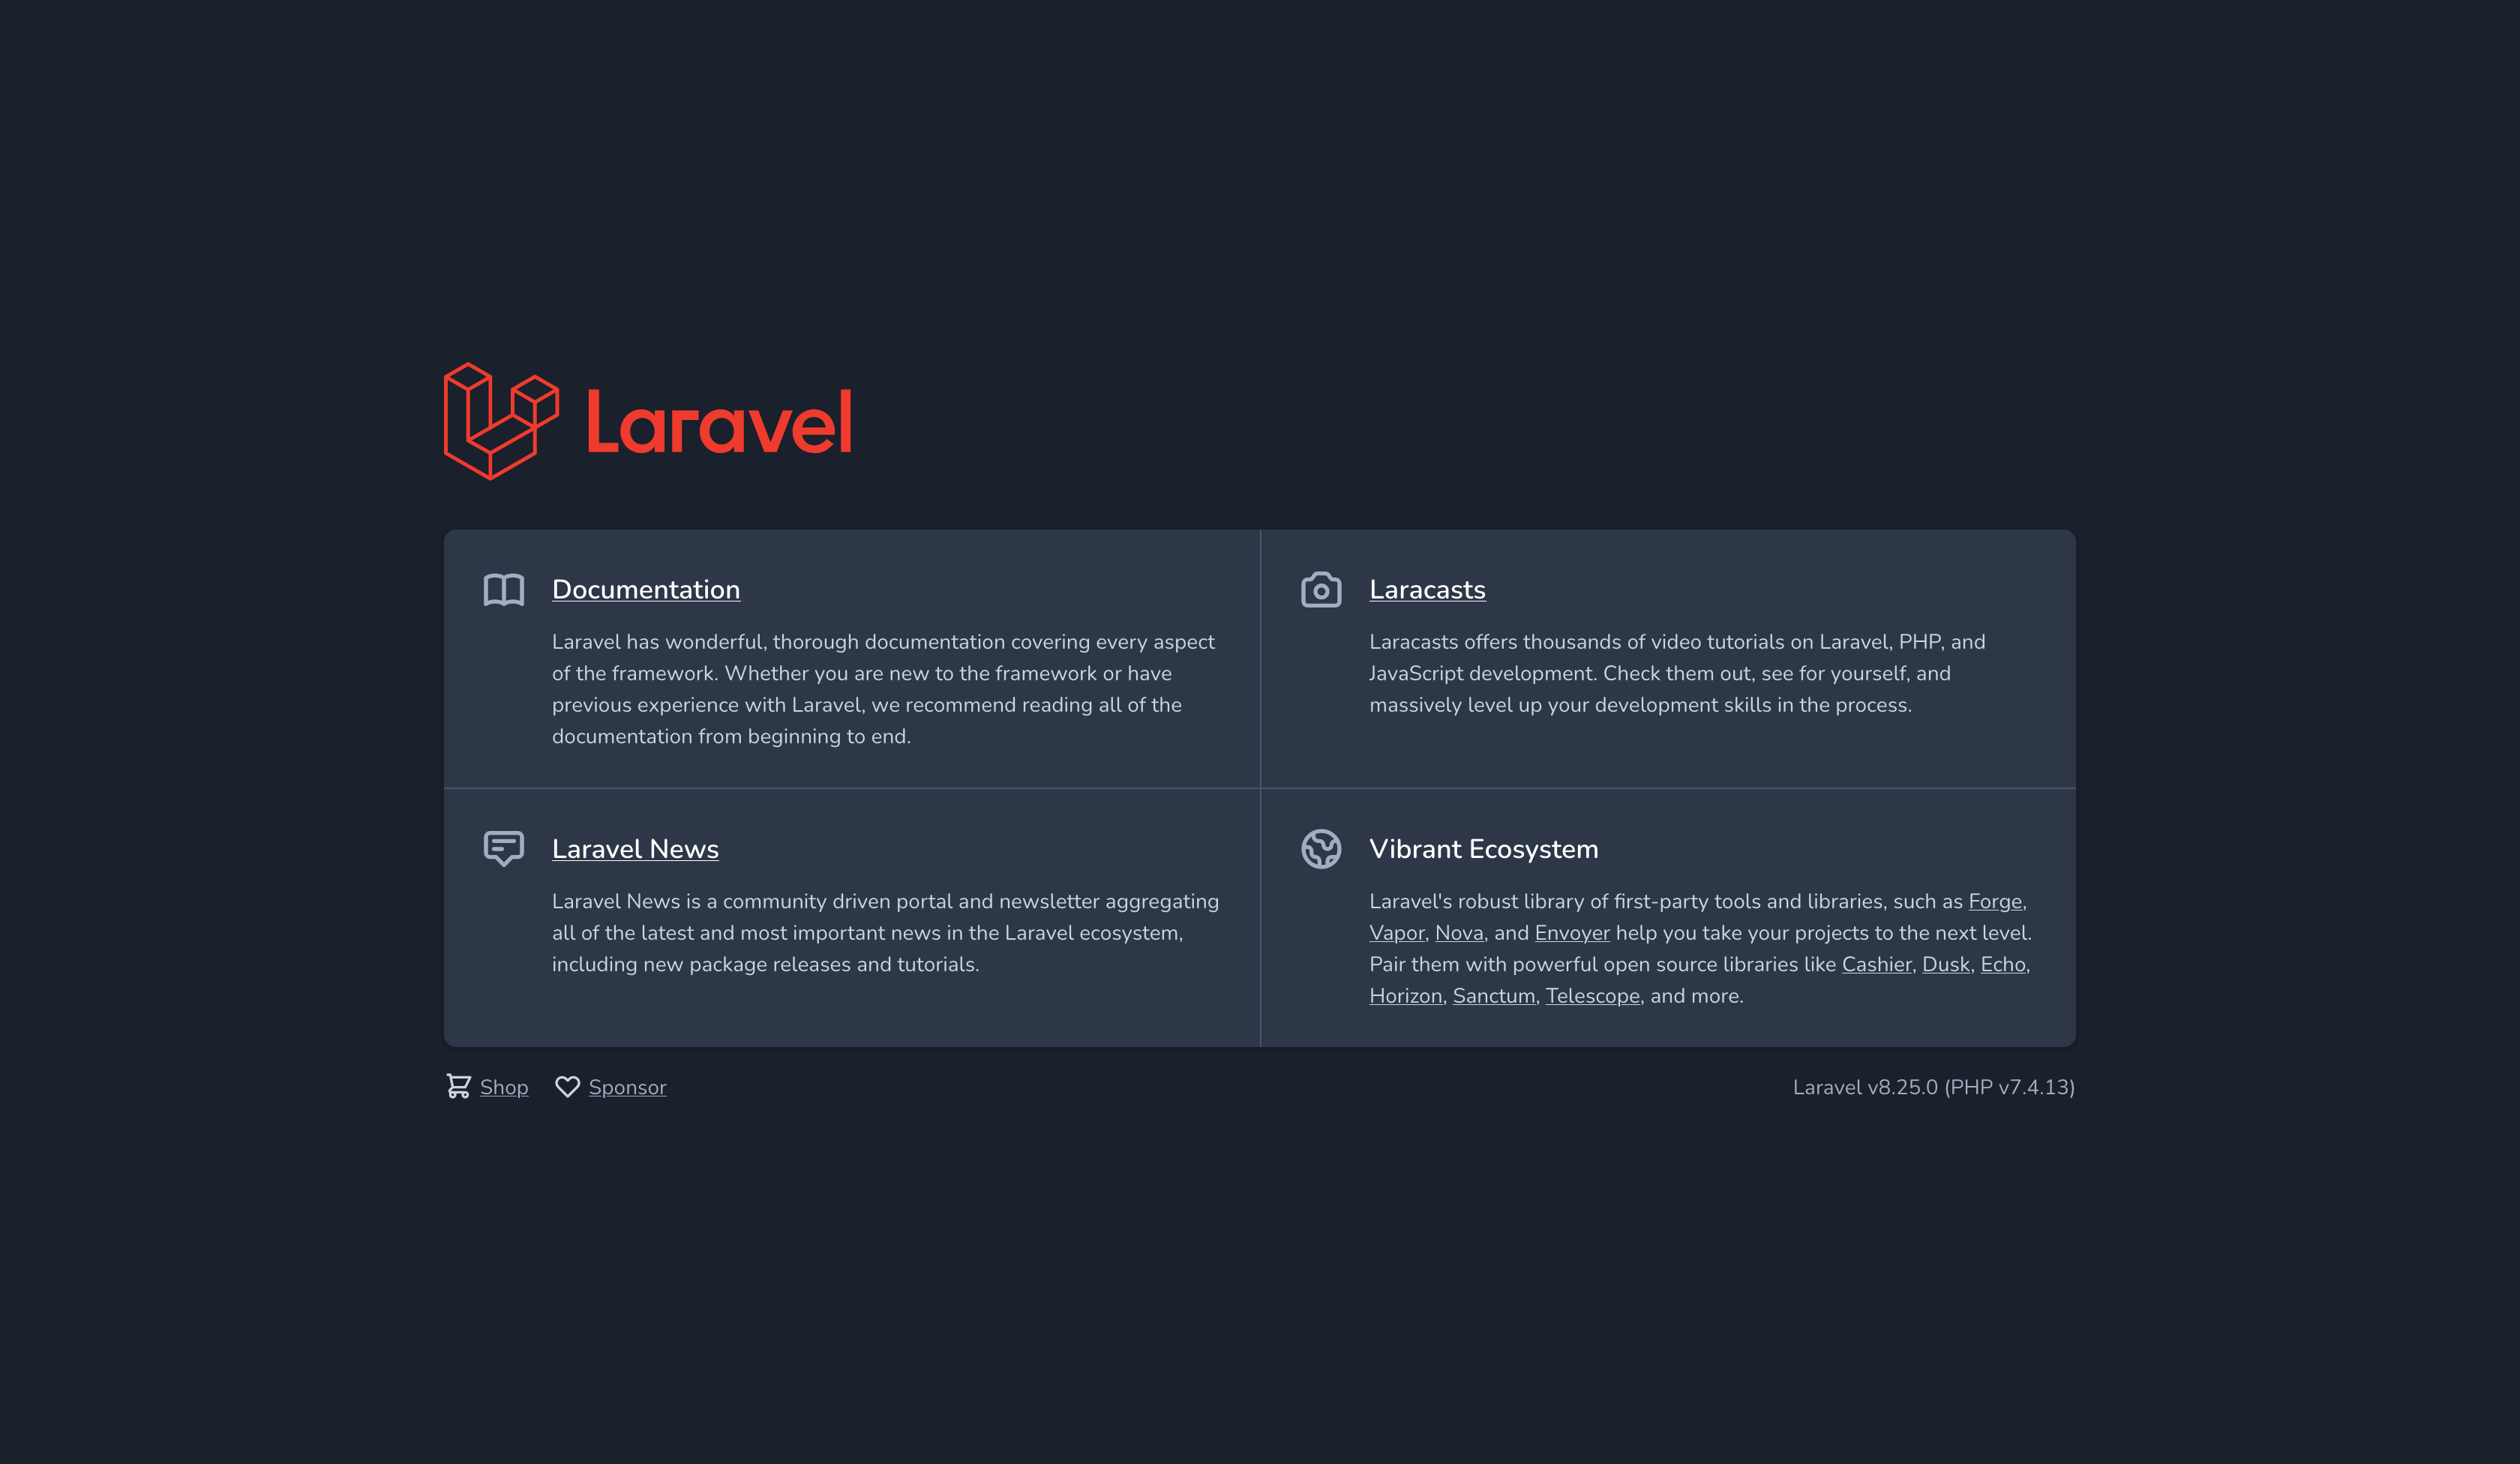 Laravel
Documentation
Laravel has wonderful, thorough documentation covering every aspect
of the framework. Whether you are new to the framework or have
previous experience with Laravel, we recommend reading all of the
documentation from beginning to end.
Laracasts
Laracasts offers thousands of video tutorials on Laravel, PHP, and
JavaScript development. Check them out, see for yourself, and
massively level up your development skills in the process.
Laravel News
Laravel News is a community driven portal and newsletter aggregating
all of the latest and most important news in the Laravel ecosystem,
including new package releases and tutorials.
Vibrant Ecosystem
Laravel's robust library of first-party tools and libraries, such as Forge,
Vapor, Nova, and Envoyer help you take your projects to the next level.
Pair them with powerful open source libraries like Cashier, Dusk, Echo,
Horizon, Sanctum, Telescope, and more.
Shop Sponsor
Laravel v8.25.0 (PHP v7.4.13)